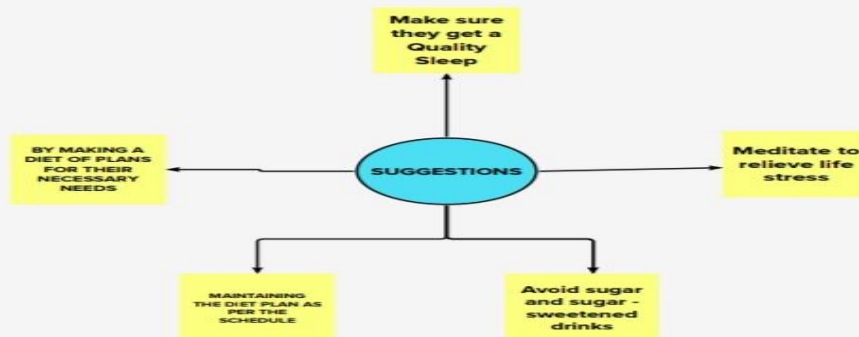 Make sure
they get a
Quality
Sleep
BY MAKING A
DIET OF PLANS
FOR THEIR
NECESSARY
NEEDS
SUGGESTIONS
Meditate to
relieve life
stress
MAINTAINING
THE DIET PLAN AS
PER THE
SCHEDULE
Avoid sugar
and sugar -
sweetened
drinks